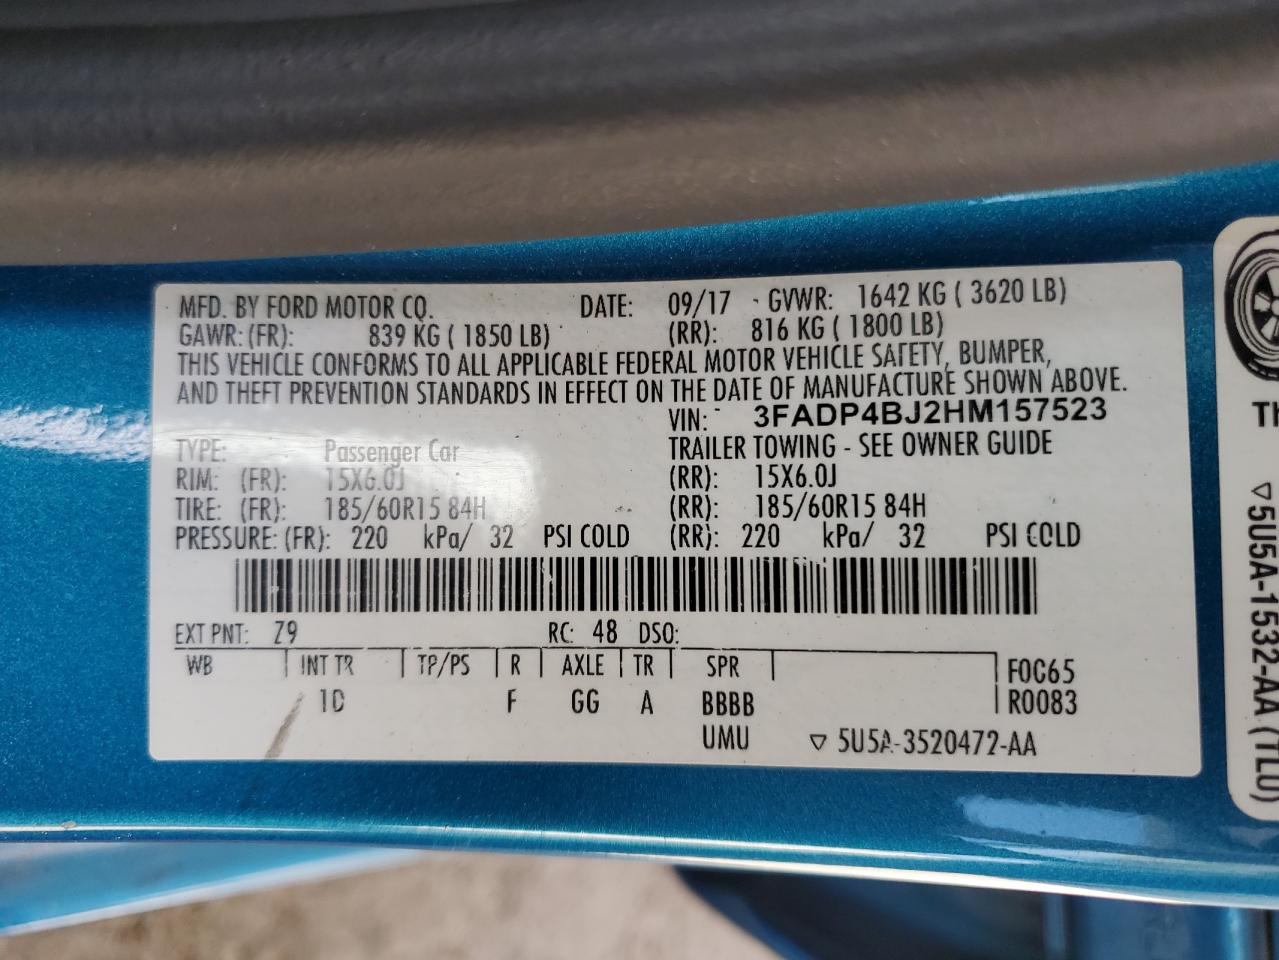 MFD. BY FORD MOTOR CO. DATE: 09/17 GVWR: 1642 KG ( 3620 LB)
GAWR: (FR): 839 KG ( 1850 LB) (RR): 816 KG ( 1800 LB)
THIS VEHICLE CONFORMS TO ALL APPLICABLE FEDERAL MOTOR VEHICLE SAFETY, BUMPER,
AND THEFT PREVENTION STANDARDS IN EFFECT ON THE DATE OF MANUFACTURE SHOWN ABOVE.
VIN: 3FADP4BJ2HM157523
TYPE: Passenger Car TRAILER TOWING - SEE OWNER GUIDE
RIM: (FR): 15X6.0J (RR): 15X6.0J
TIRE: (FR): 185/60R15 84H (RR): 185/60R15 84H
PRESSURE: (FR): 220 kPa/ 32 PSI COLD (RR): 220 kPa/ 32 PSI COLD
EXT PNT: Z9 RC: 48 DSO:
WB INT TR TP/PS R AXLE TR SPR F0C65
F GG A BBBB R0083
UMU ▽ 5U5A-3520472-AA
▽5U5A-1532-AA (TLU)